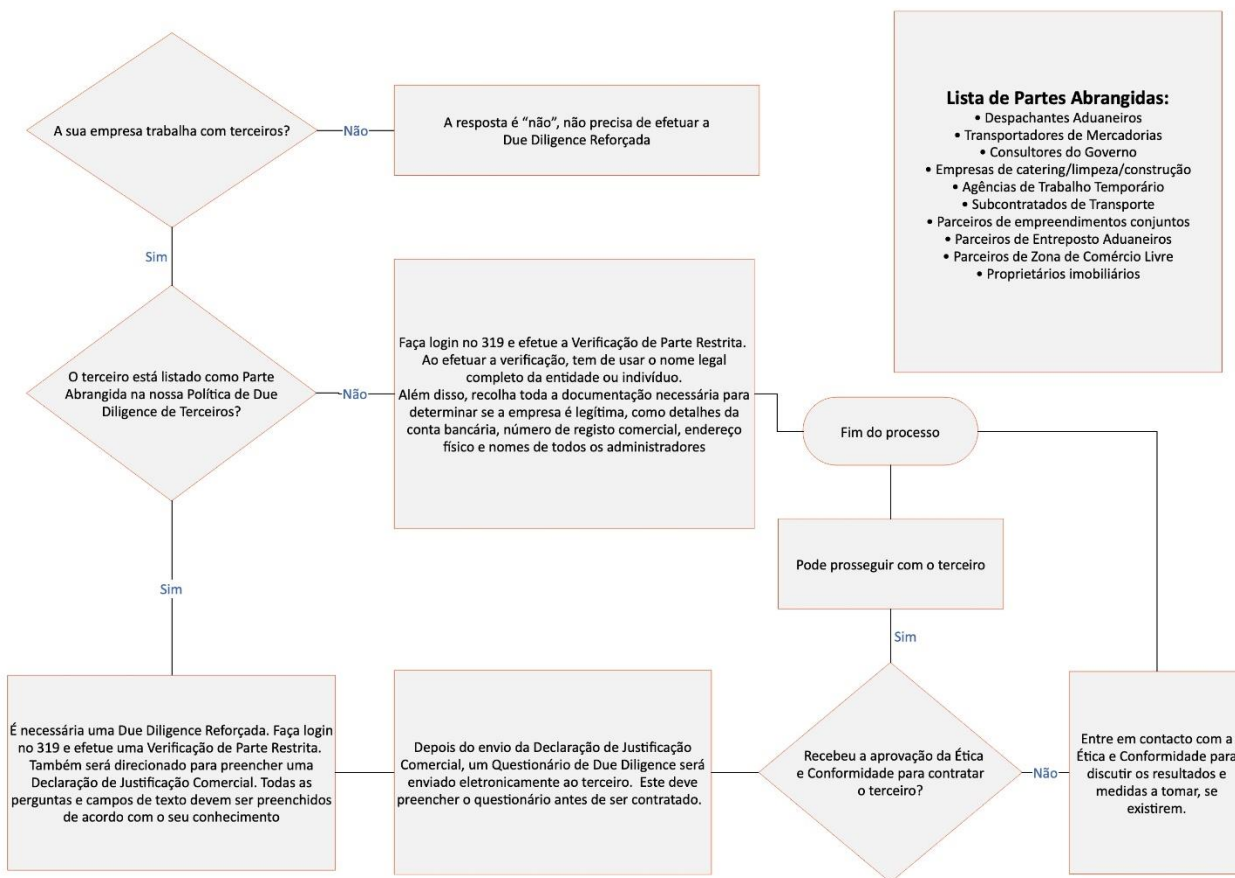 A sua empresa trabalha com terceiros?
Não
A resposta é “não”, não precisa de efetuar a
Due Diligence Reforçada
Lista de Partes Abrangidas:
• Despachantes Aduaneiros
• Transportadores de Mercadorias
• Consultores do Governo
• Empresas de catering/limpeza/construção
• Agências de Trabalho Temporário
• Subcontratados de Transporte
• Parceiros de empreendimentos conjuntos
• Parceiros de Entreposto Aduaneiros
• Parceiros de Zona de Comércio Livre
• Proprietários imobiliários
Sim
O terceiro está listado como Parte
Abrangida na nossa Política de Due
Diligence de Terceiros?
Não
Faça login no 319 e efetue a Verificação de Parte Restrita.
Ao efetuar a verificação, tem de usar o nome legal
completo da entidade ou indivíduo.
Além disso, recolha toda a documentação necessária para
determinar se a empresa é legítima, como detalhes da
conta bancária, número de registo comercial, endereço
físico e nomes de todos os administradores
Fim do processo
Pode prosseguir com o terceiro
Sim
Sim
É necessária uma Due Diligence Reforçada. Faça login
no 319 e efetue uma Verificação de Parte Restrita.
Também será direcionado para preencher uma
Declaração de Justificação Comercial. Todas as
perguntas e campos de texto devem ser preenchidos
de acordo com o seu conhecimento
Depois do envio da Declaração de Justificação
Comercial, um Questionário de Due Diligence será
enviado eletronicamente ao terceiro.  Este deve
preencher o questionário antes de ser contratado.
Recebeu a aprovação da Ética
e Conformidade para contratar
o terceiro?
Não
Entre em contacto com a
Ética e Conformidade para
discutir os resultados e
medidas a tomar, se
existirem.